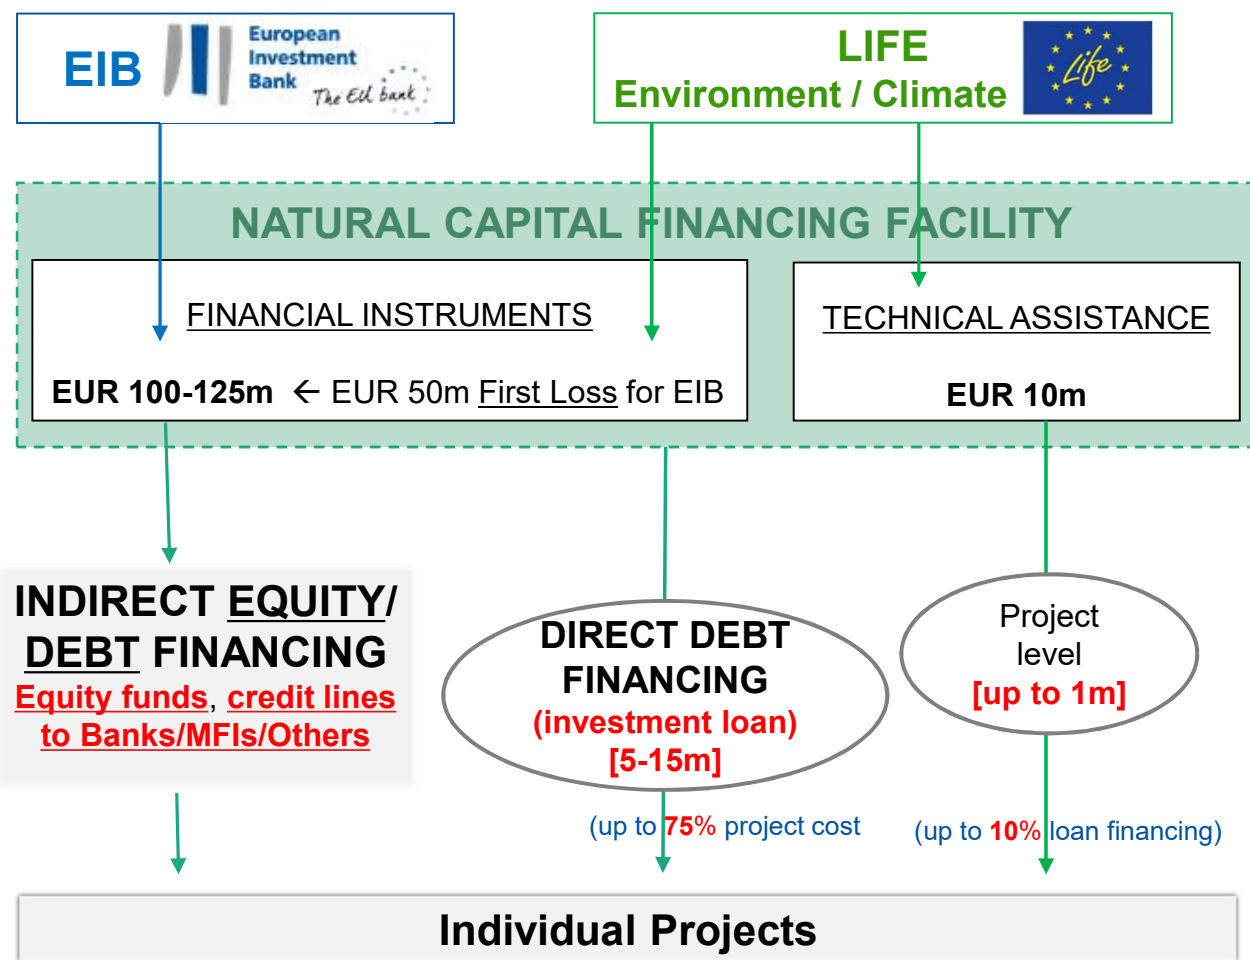 EIB
European
Investment
Bank
The EU bank
LIFE
Environment / Climate
Life
NATURAL CAPITAL FINANCING FACILITY
FINANCIAL INSTRUMENTS
EUR 100-125m ← EUR 50m First Loss for EIB
TECHNICAL ASSISTANCE
EUR 10m
INDIRECT EQUITY/
DEBT FINANCING
Equity funds, credit lines
to Banks/MFIs/Others
DIRECT DEBT
FINANCING
(investment loan)
[5-15m]
Project
level
[up to 1m]
(up to 75% project cost
(up to 10% loan financing)
Individual Projects